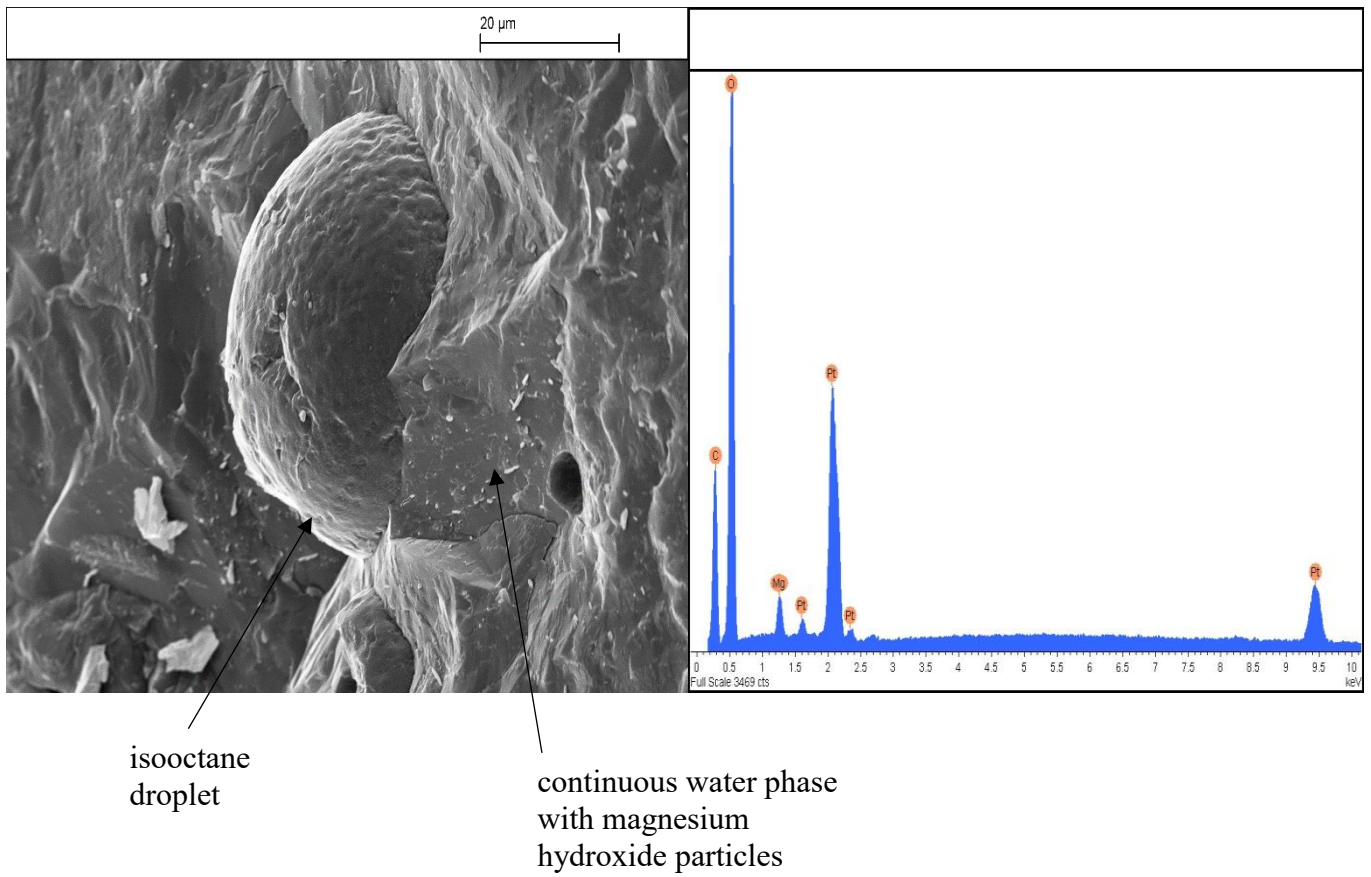 20 µm
O
Pt
C
Mg
Pt
Pt
Pt
0 0.5 1 1.5 2 2.5 3 3.5 4 4.5 5 5.5 6 6.5 7 7.5 8 8.5 9 9.5 10
Full Scale 3469 cts keV
isooctane
droplet
continuous water phase
with magnesium
hydroxide particles